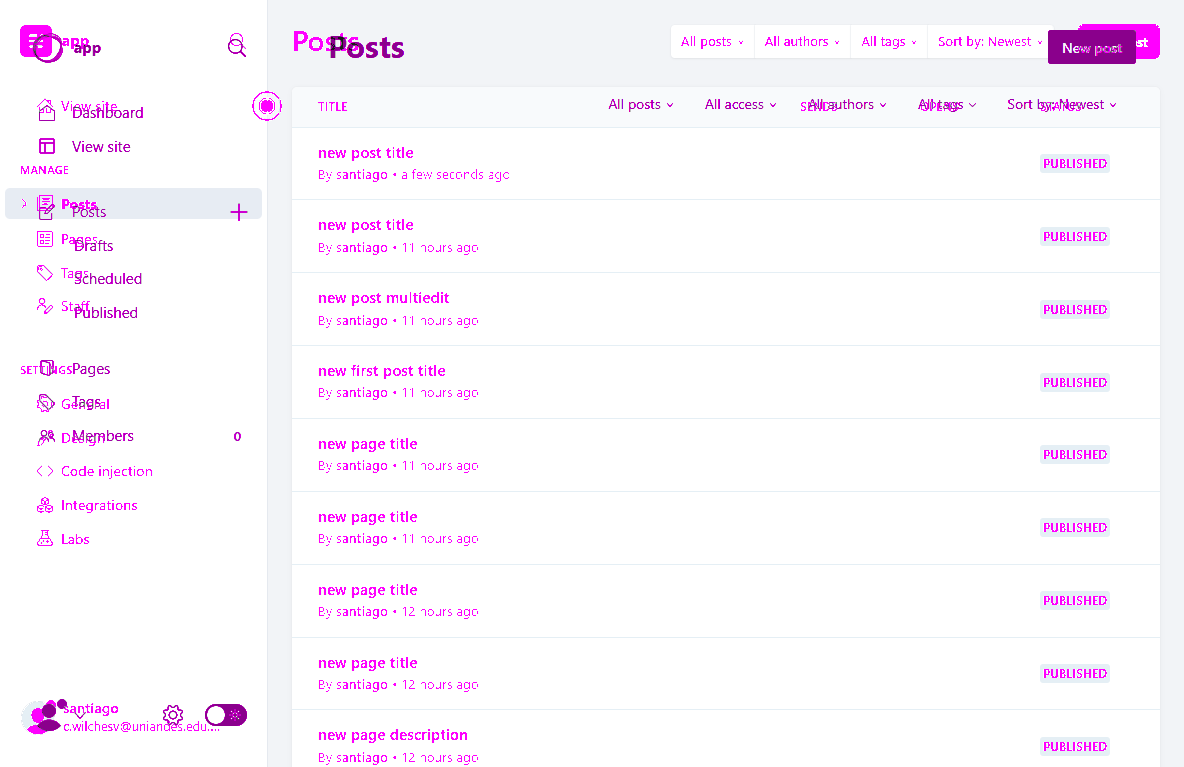 app
app
Posts
Posts
All posts
All authors
All tags
Sort by: Newest
New post
View site
Dashboard
View site
MANAGE
Posts
Posts
Pages
Drafts
Tags
Scheduled
Staff
Published
SETTINGS
Pages
General
Tags
Design
Members 0
Code injection
Integrations
Labs
santiago
c.wilchesv@uniandes.edu....
All posts
All access
All authors
All tags
Sort by: Newest
TITLE
SENDS
OPENS
STATUS
new post title
By santiago • a few seconds ago
PUBLISHED
new post title
By santiago • 11 hours ago
PUBLISHED
new post multiedit
By santiago • 11 hours ago
PUBLISHED
new first post title
By santiago • 11 hours ago
PUBLISHED
new page title
By santiago • 11 hours ago
PUBLISHED
new page title
By santiago • 11 hours ago
PUBLISHED
new page title
By santiago • 12 hours ago
PUBLISHED
new page title
By santiago • 12 hours ago
PUBLISHED
new page description
By santiago • 12 hours ago
PUBLISHED